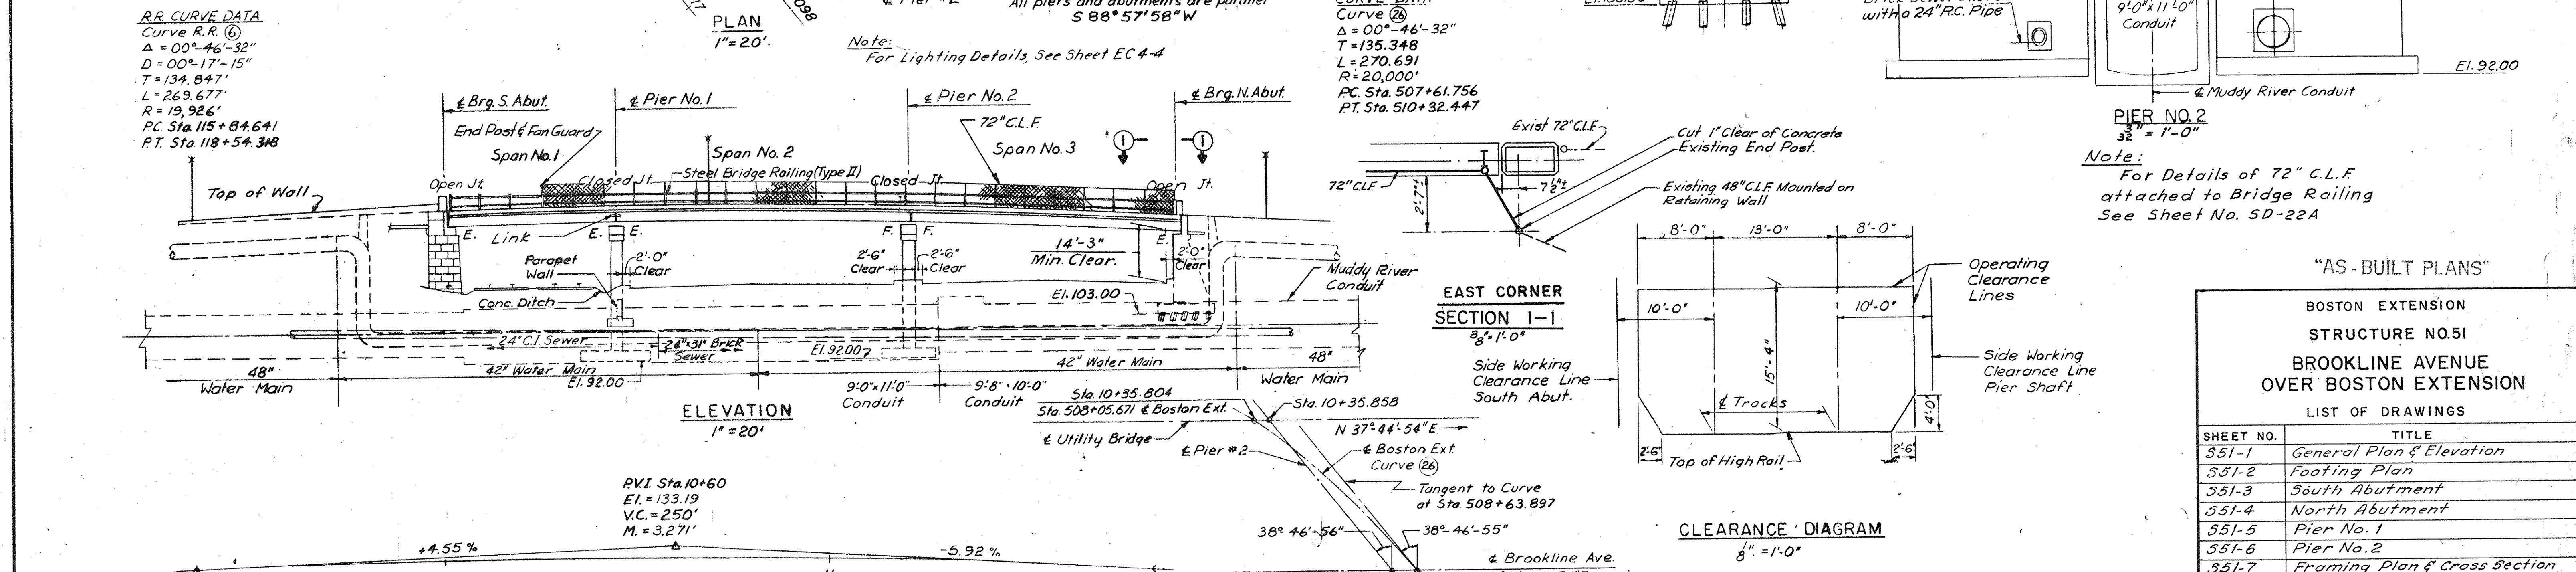 R.R. CURVE DATA
Curve R.R. ⑥
Δ = 00°-46'-32"
D = 00°-17'-15"
T = 134.847'
L = 269.677'
R = 19,926'
P.C. Sta. 115+84.641
P.T. Sta. 118+54.318
PLAN
1"=20'
098
All piers and abutments are parallel
S 88°57'58"W
Note:
For Lighting Details, See Sheet EC 4-4
Curve ㉖
Δ = 00°-46'-32"
T = 135.348
L = 270.691
R = 20,000'
PC. Sta. 507+61.756
P.T. Sta. 510+32.447
with a 24" R.C. Pipe
9'-0"x11'-0"
Conduit
El. 92.00
℄ Muddy River Conduit
PIER NO. 2
3/32" = 1'-0"
Note:
For Details of 72" C.L.F.
attached to Bridge Railing
See Sheet No. SD-22A
℄ Brg. S. Abut.
℄ Pier No. 1
℄ Pier No. 2
℄ Brg. N. Abut.
End Post & Fan Guard
72" C.L.F.
Span No. 1
Span No. 2
Span No. 3
1
1
Top of Wall
Open Jt.
Closed Jt.
Steel Bridge Railing (Type II)
Closed Jt.
Open Jt.
E.
Link
E.
E.
F.
F.
E.
Parapet
Wall
2'-0"
Clear
2'-6"
Clear
2'-6"
Clear
14'-3"
Min. Clear.
2'-0"
Clear
Muddy River
Conduit
Conc. Ditch
El. 103.00
24" C.I. Sewer
24"x31" Brick
Sewer
El. 92.00
48"
Water Main
42" Water Main
El. 92.00
42" Water Main
48"
Water Main
9'-0"x11'-0"
Conduit
9'-8"x10'-0"
Conduit
ELEVATION
1"=20'
Exist 72" C.L.F.
Cut 1" Clear of Concrete
Existing End Post.
72" C.L.F.
2'-7"±
7 1/2"±
Existing 48" C.L.F. Mounted on
Retaining Wall
EAST CORNER
SECTION 1-1
3/8"=1'-0"
Side Working
Clearance Line
South Abut.
8'-0"
13'-0"
8'-0"
10'-0"
10'-0"
Operating
Clearance
Lines
15'-4"
℄ Tracks
4'-0"
2'-6"
2'-6"
Top of High Rail
Side Working
Clearance Line
Pier Shaft
CLEARANCE DIAGRAM
1/8" = 1'-0"
Sta. 10+35.804
Sta. 508+05.671 ℄ Boston Ext.
Sta. 10+35.858
℄ Utility Bridge
N 37°-44'-54" E
℄ Pier #2
℄ Boston Ext.
Curve ㉖
Tangent to Curve
at Sta. 508+63.897
38°-46'-56"
38°-46'-55"
℄ Brookline Ave.
P.V.I. Sta. 10+60
El. = 133.19
V.C. = 250'
M. = 3.271'
+4.55 %
-5.92 %
"AS-BUILT PLANS"
BOSTON EXTENSION
STRUCTURE NO. 51
BROOKLINE AVENUE
OVER BOSTON EXTENSION
LIST OF DRAWINGS
SHEET NO. TITLE
S51-1 General Plan & Elevation
S51-2 Footing Plan
S51-3 South Abutment
S51-4 North Abutment
S51-5 Pier No. 1
S51-6 Pier No. 2
S51-7 Framing Plan & Cross Section